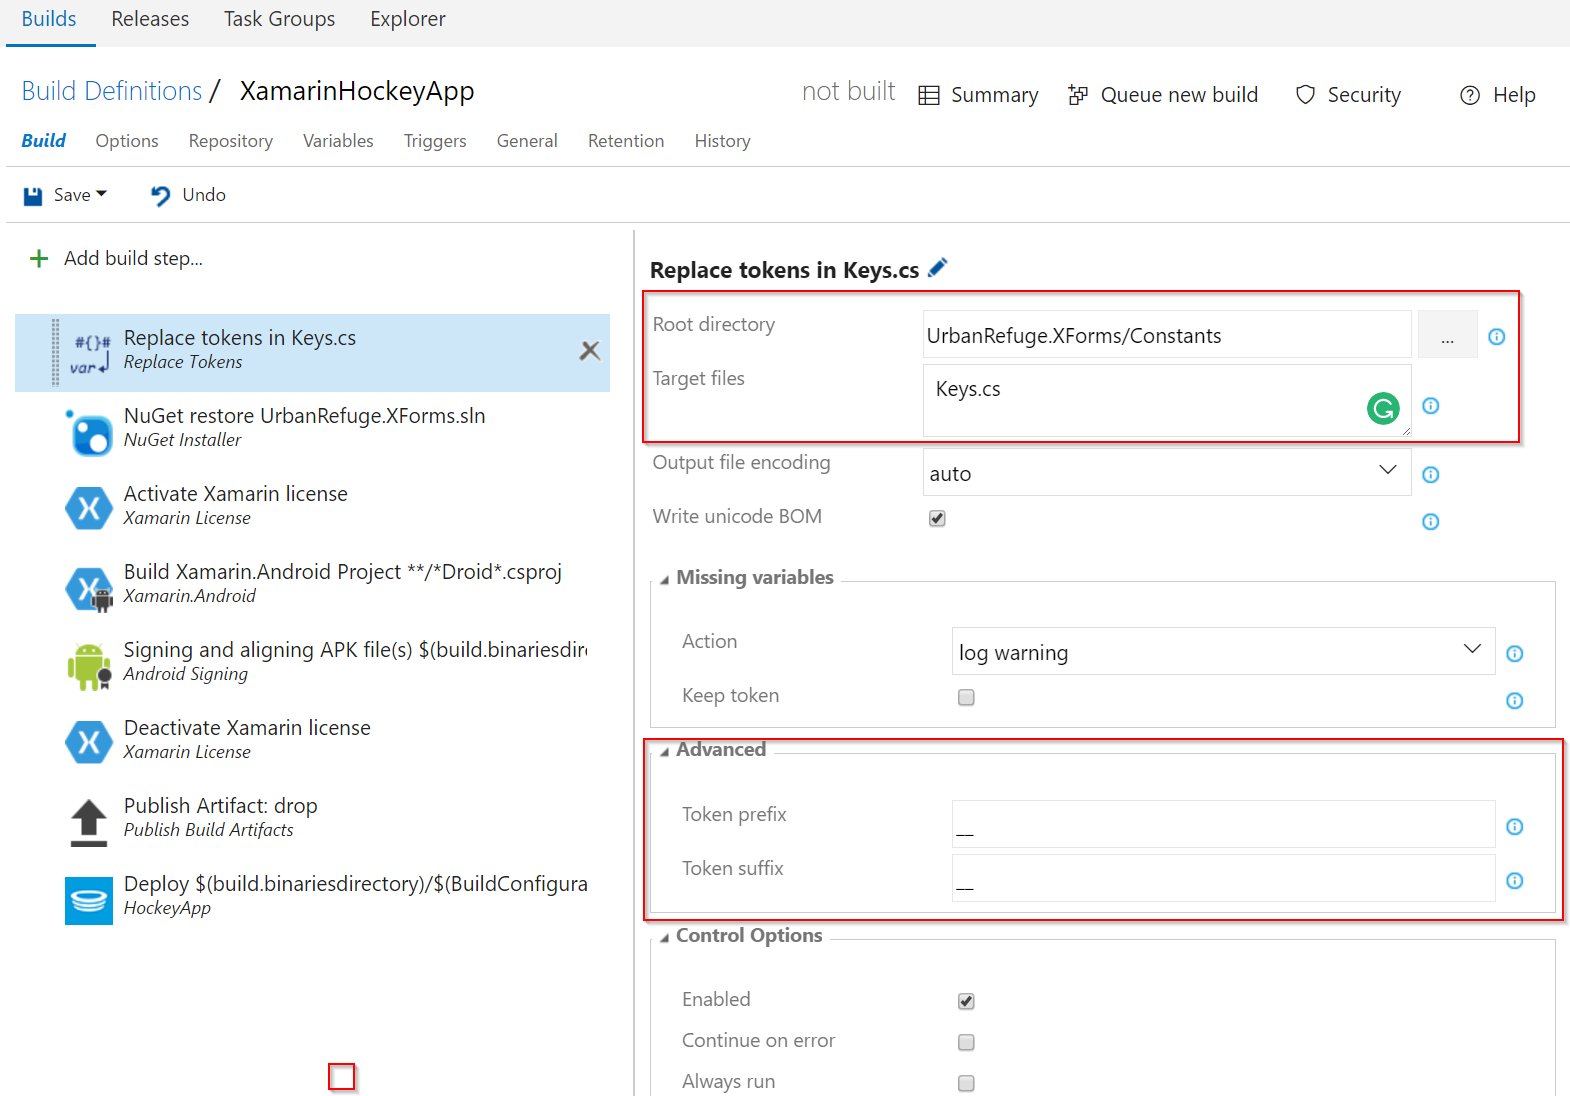 Builds Releases Task Groups Explorer
Build Definitions / XamarinHockeyApp not built Summary Queue new build Security Help
Build Options Repository Variables Triggers General Retention History
Save Undo
Add build step...
#{}#
var
Replace tokens in Keys.cs
Replace Tokens
NuGet restore UrbanRefuge.XForms.sln
NuGet Installer
Activate Xamarin license
Xamarin License
Build Xamarin.Android Project **/*Droid*.csproj
Xamarin.Android
Signing and aligning APK file(s) $(build.binariesdir
Android Signing
Deactivate Xamarin license
Xamarin License
Publish Artifact: drop
Publish Build Artifacts
Deploy $(build.binariesdirectory)/$(BuildConfigura
HockeyApp
Replace tokens in Keys.cs
Root directory UrbanRefuge.XForms/Constants ...
Target files Keys.cs
Output file encoding auto
Write unicode BOM
Missing variables
Action log warning
Keep token
Advanced
Token prefix __
Token suffix __
Control Options
Enabled
Continue on error
Always run